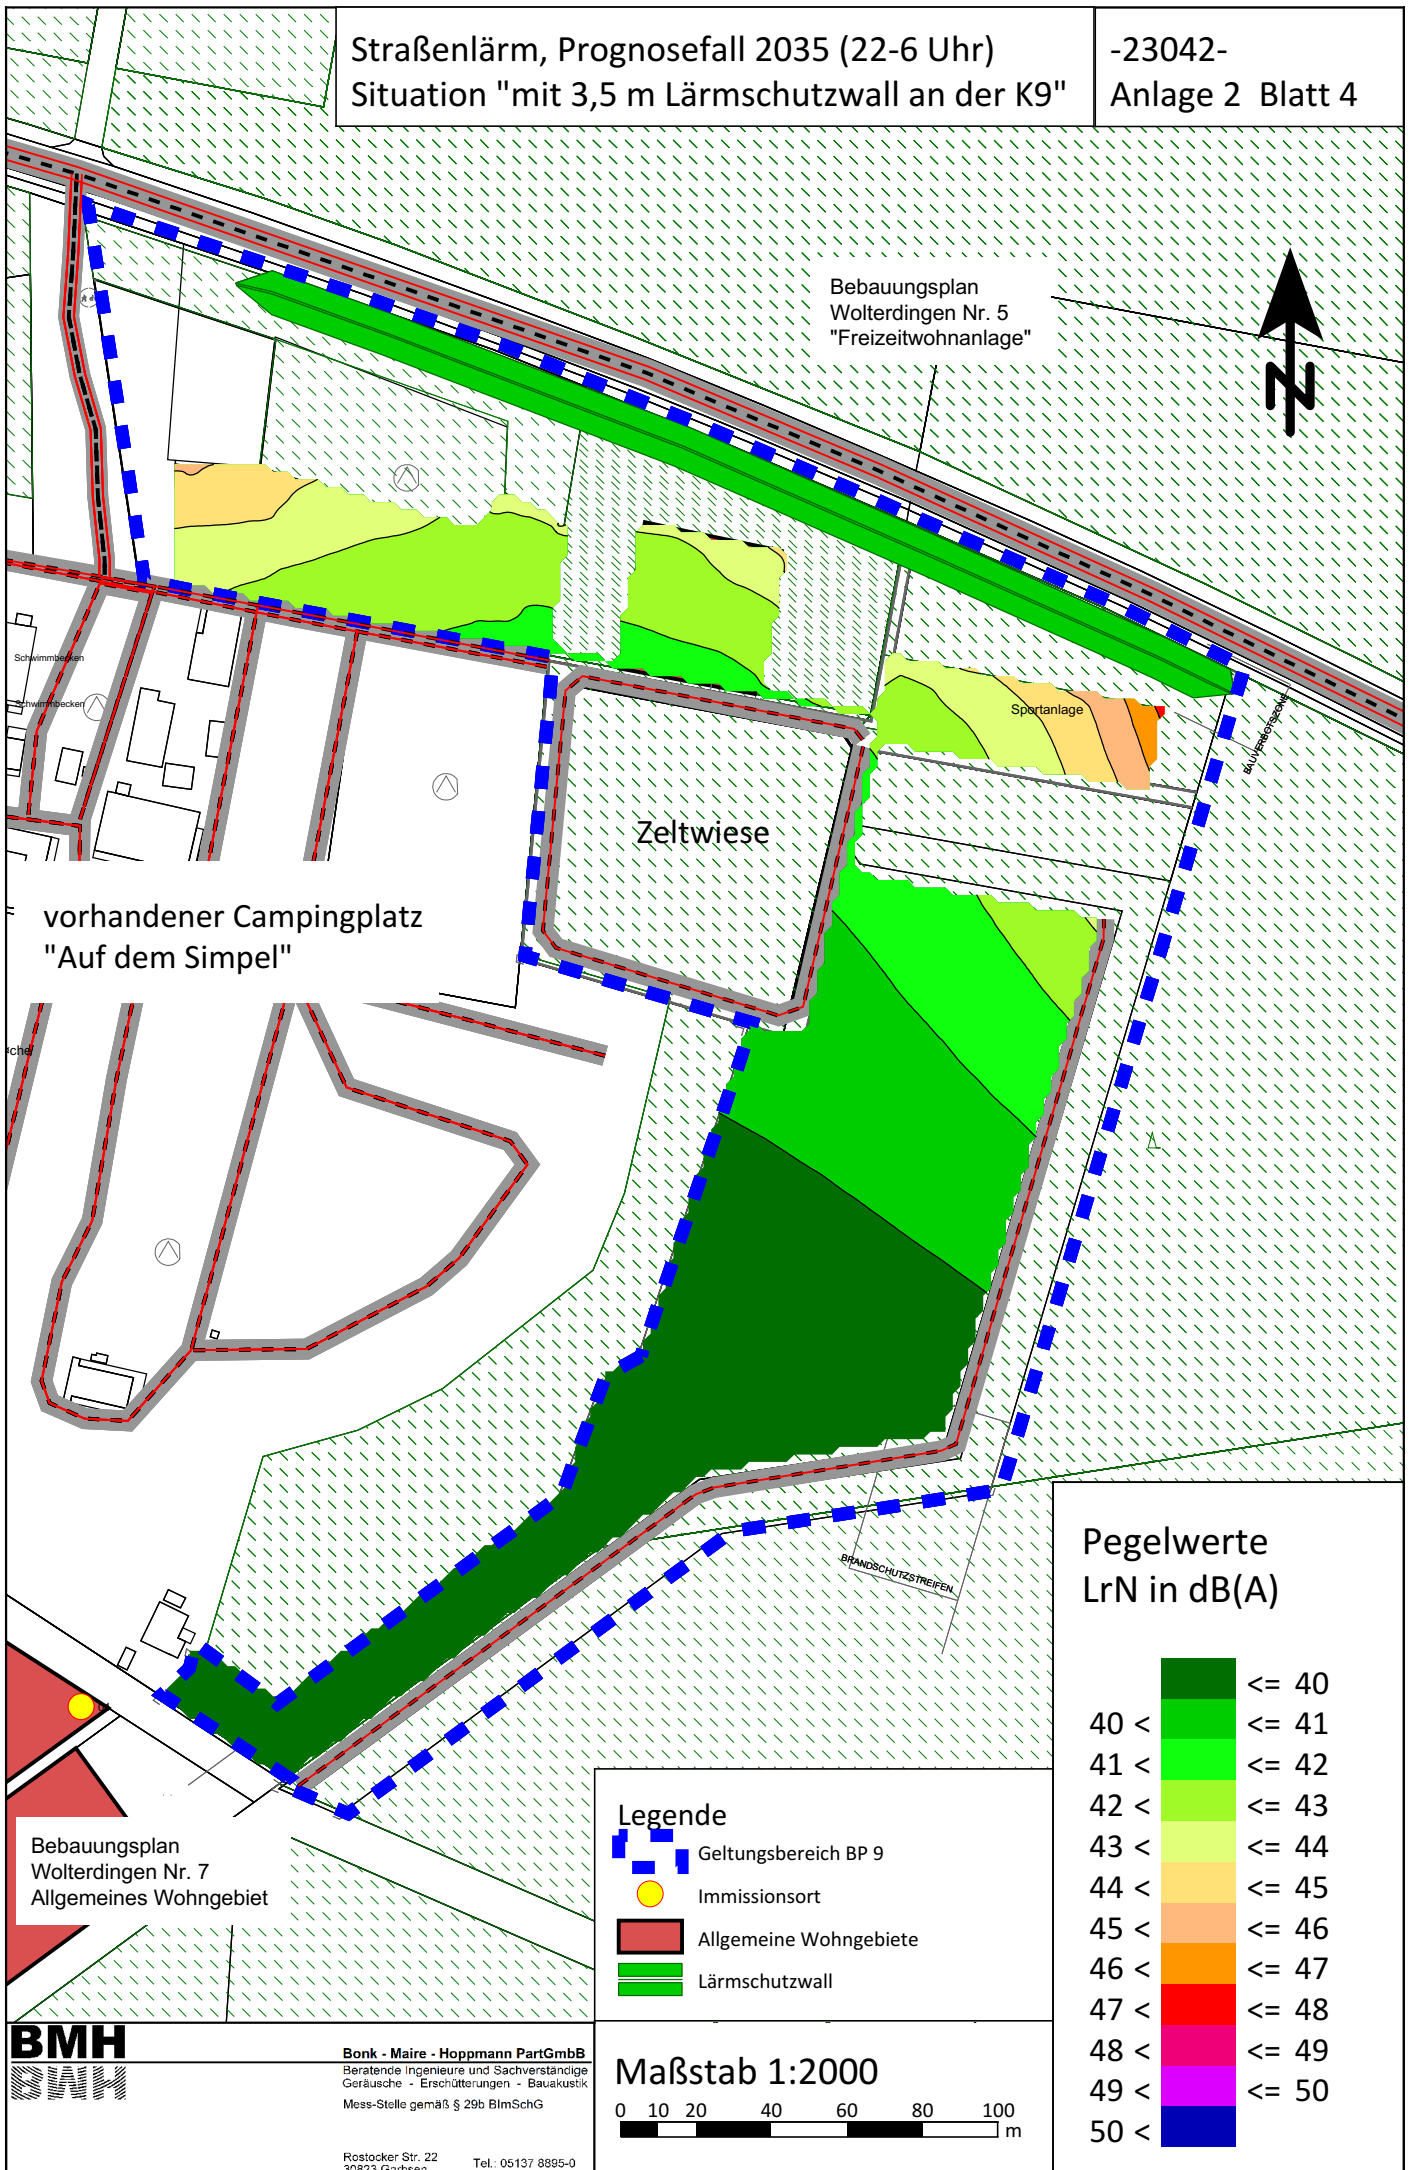 Straßenlärm, Prognosefall 2035 (22-6 Uhr)
Situation "mit 3,5 m Lärmschutzwall an der K9"
-23042-
Anlage 2  Blatt 4
Bebauungsplan
Wolterdingen Nr. 5
"Freizeitwohnanlage"
N
Schwimmbecken
Schwimmbecken
Sportanlage
BAUVERBOTSZONE
Zeltwiese
vorhandener Campingplatz
"Auf dem Simpel"
BRANDSCHUTZSTREIFEN
Bebauungsplan
Wolterdingen Nr. 7
Allgemeines Wohngebiet
Legende
Geltungsbereich BP 9
Immissionsort
Allgemeine Wohngebiete
Lärmschutzwall
Pegelwerte
LrN in dB(A)
<= 40
40 < <= 41
41 < <= 42
42 < <= 43
43 < <= 44
44 < <= 45
45 < <= 46
46 < <= 47
47 < <= 48
48 < <= 49
49 < <= 50
50 <
BMH
BMH
Bonk - Maire - Hoppmann PartGmbB
Beratende Ingenieure und Sachverständige
Geräusche - Erschütterungen - Bauakustik
Mess-Stelle gemäß § 29b BImSchG
Rostocker Str. 22
30823 Garbsen
Tel.: 05137 8895-0
Maßstab 1:2000
0 10 20 40 60 80 100
m